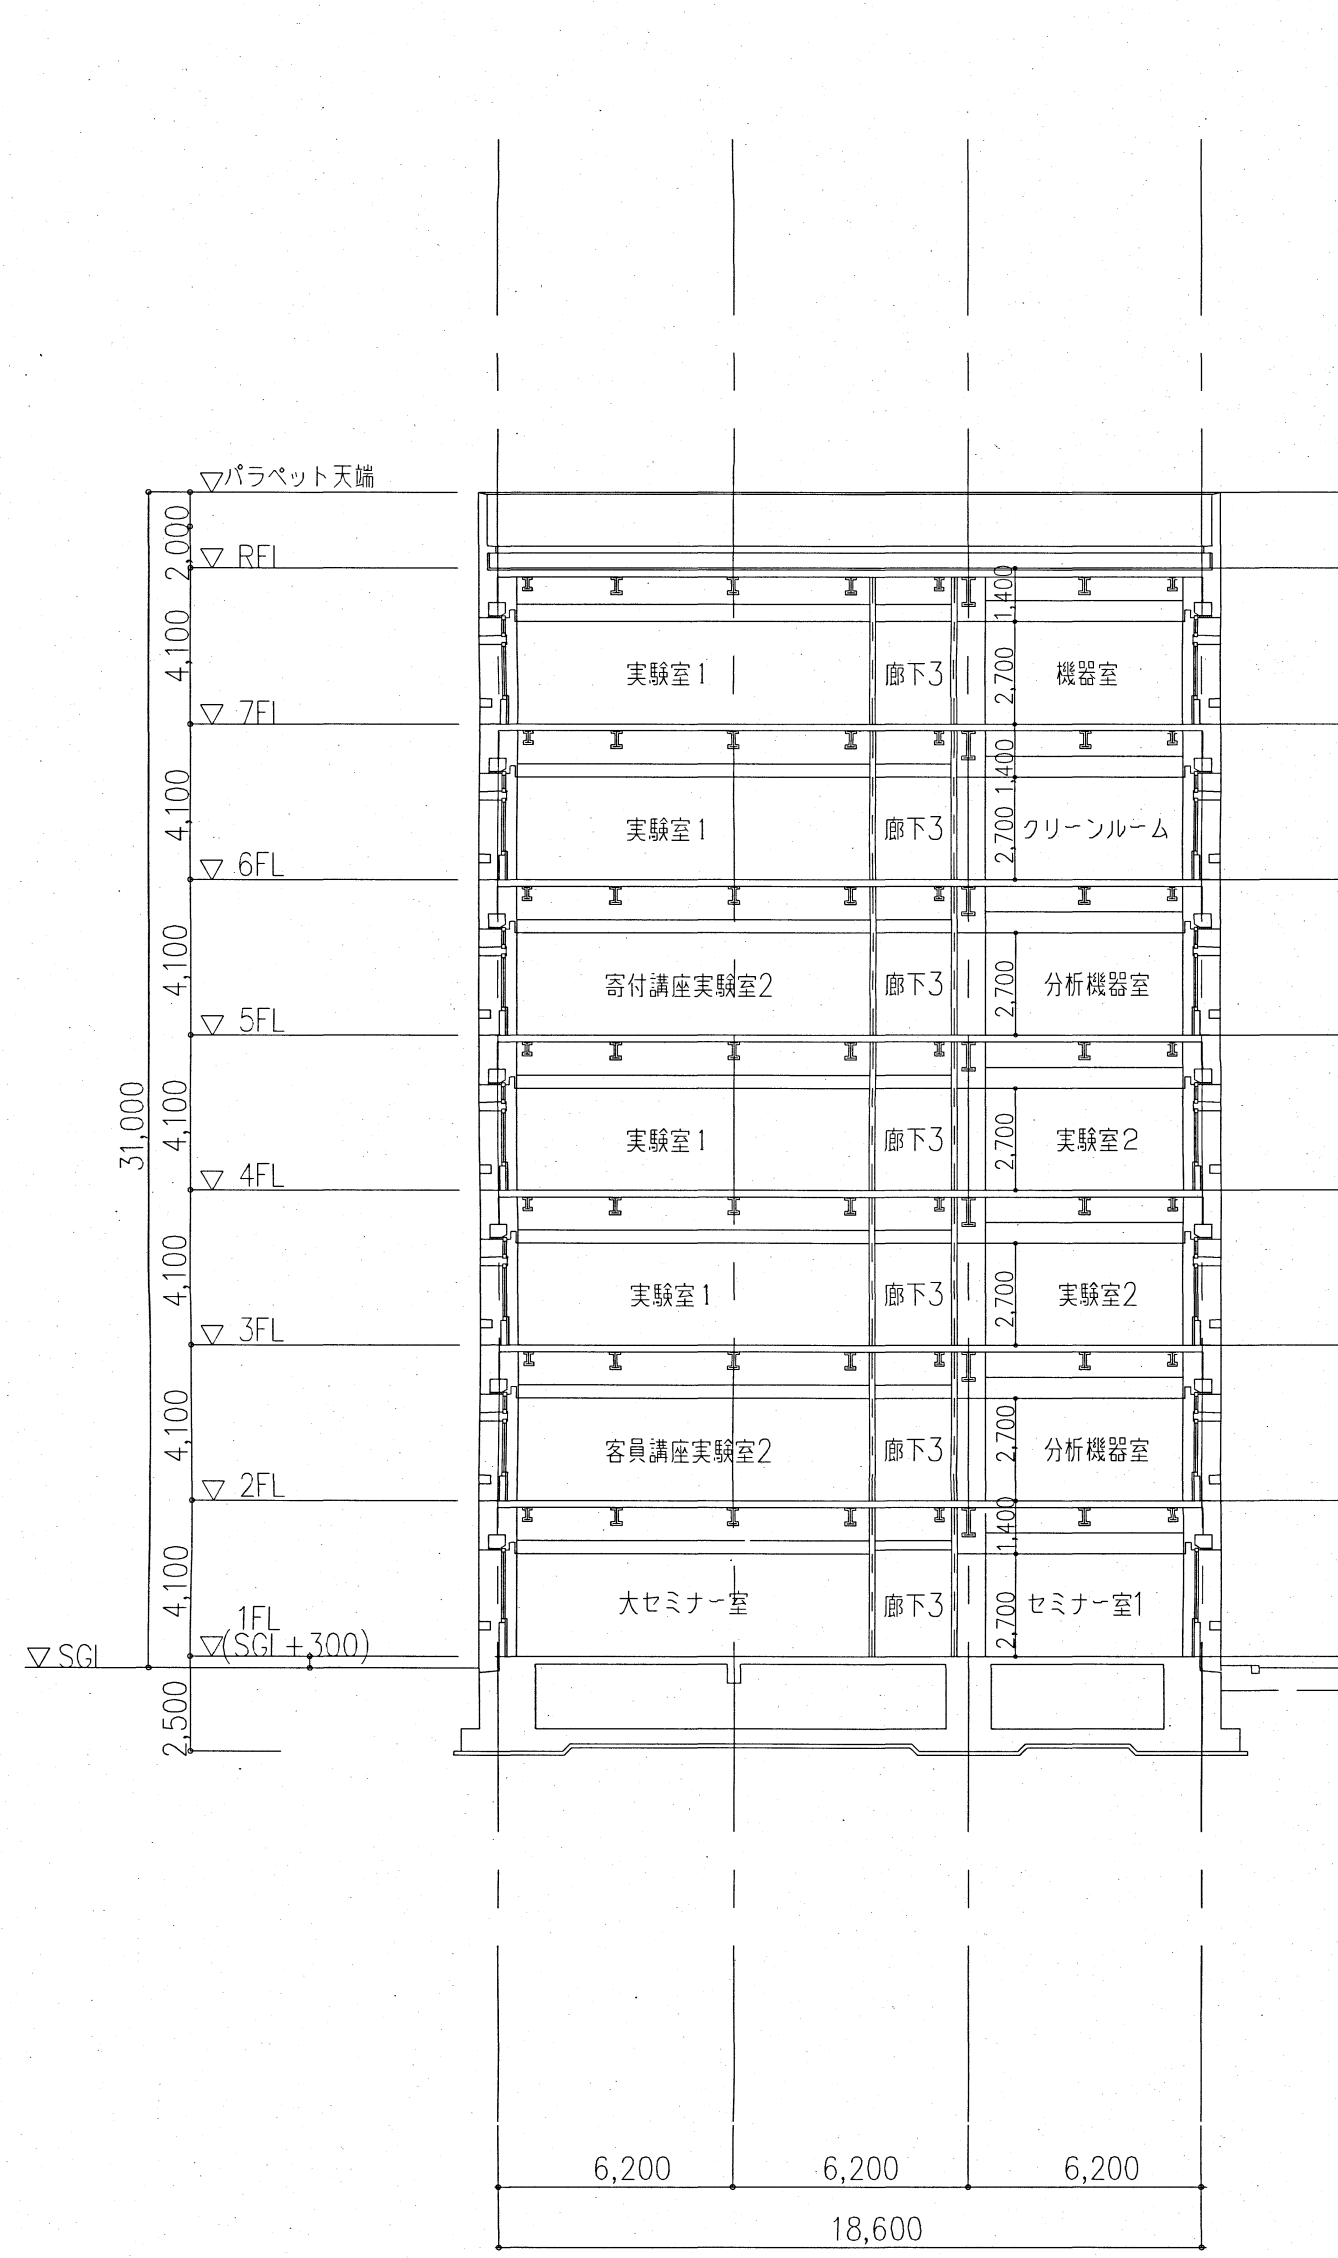 パラペット天端
2,000
RFL
1,400
4,100
実験室1
廊下3
2,700
機器室
7FL
1,400
4,100
実験室1
廊下3
2,700
クリーンルーム
6FL
4,100
寄付講座実験室2
廊下3
2,700
分析機器室
5FL
31,000
4,100
実験室1
廊下3
2,700
実験室2
4FL
4,100
実験室1
廊下3
2,700
実験室2
3FL
4,100
客員講座実験室2
廊下3
2,700
分析機器室
2FL
1,400
4,100
大セミナー室
廊下3
2,700
セミナー室1
1FL
(SGL+300)
SGL
2,500
6,200
6,200
6,200
18,600